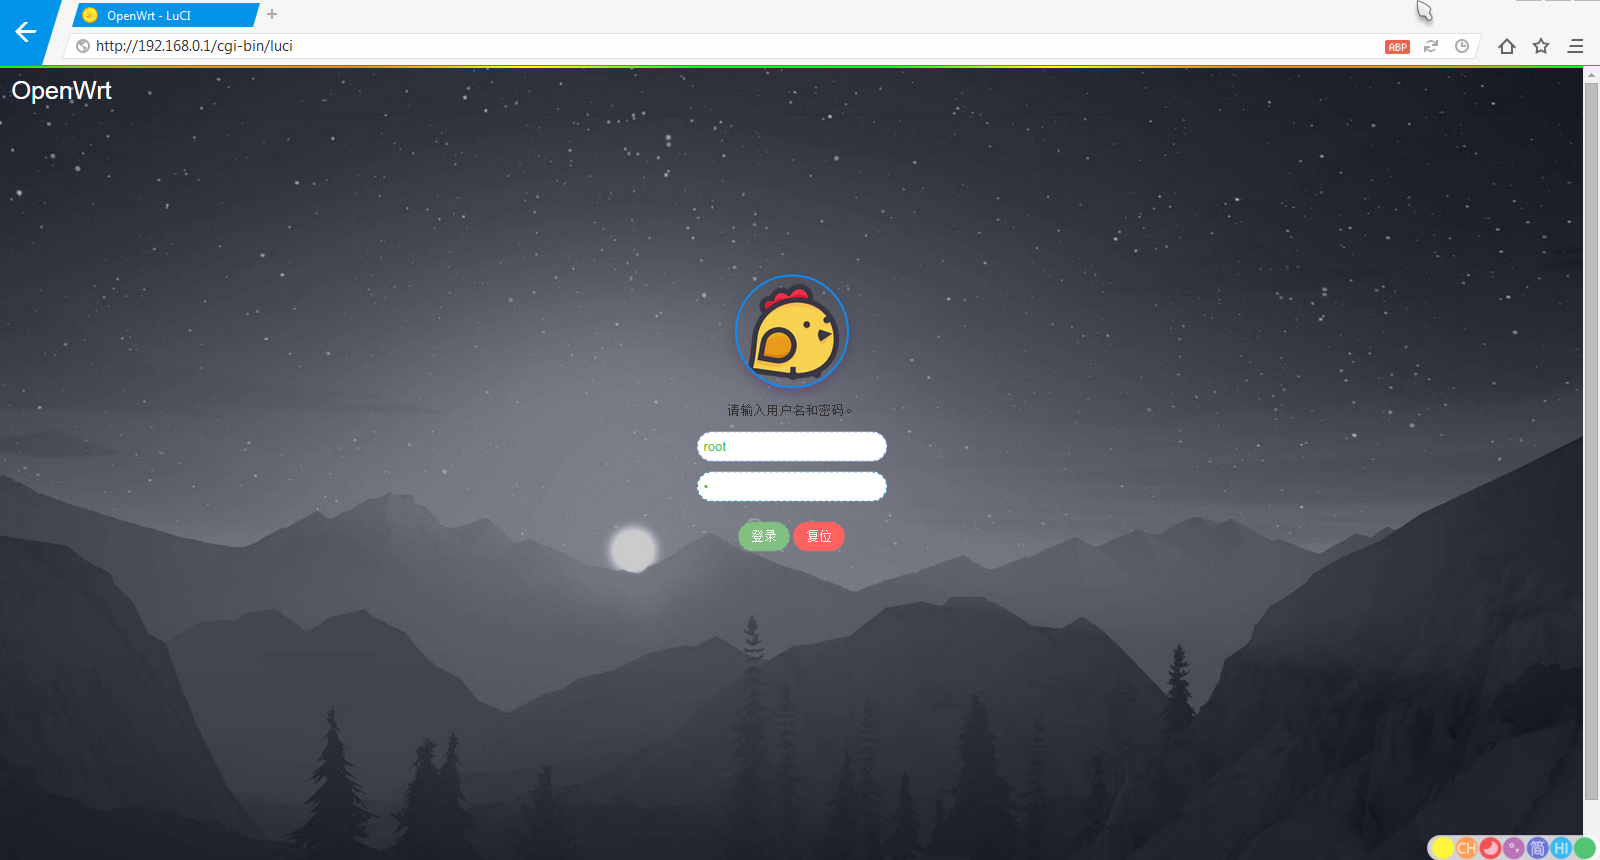 OpenWrt - LuCI
http://192.168.0.1/cgi-bin/luci
ABP
OpenWrt
请输入用户名和密码。
root
登录 复位
CH 简 HI